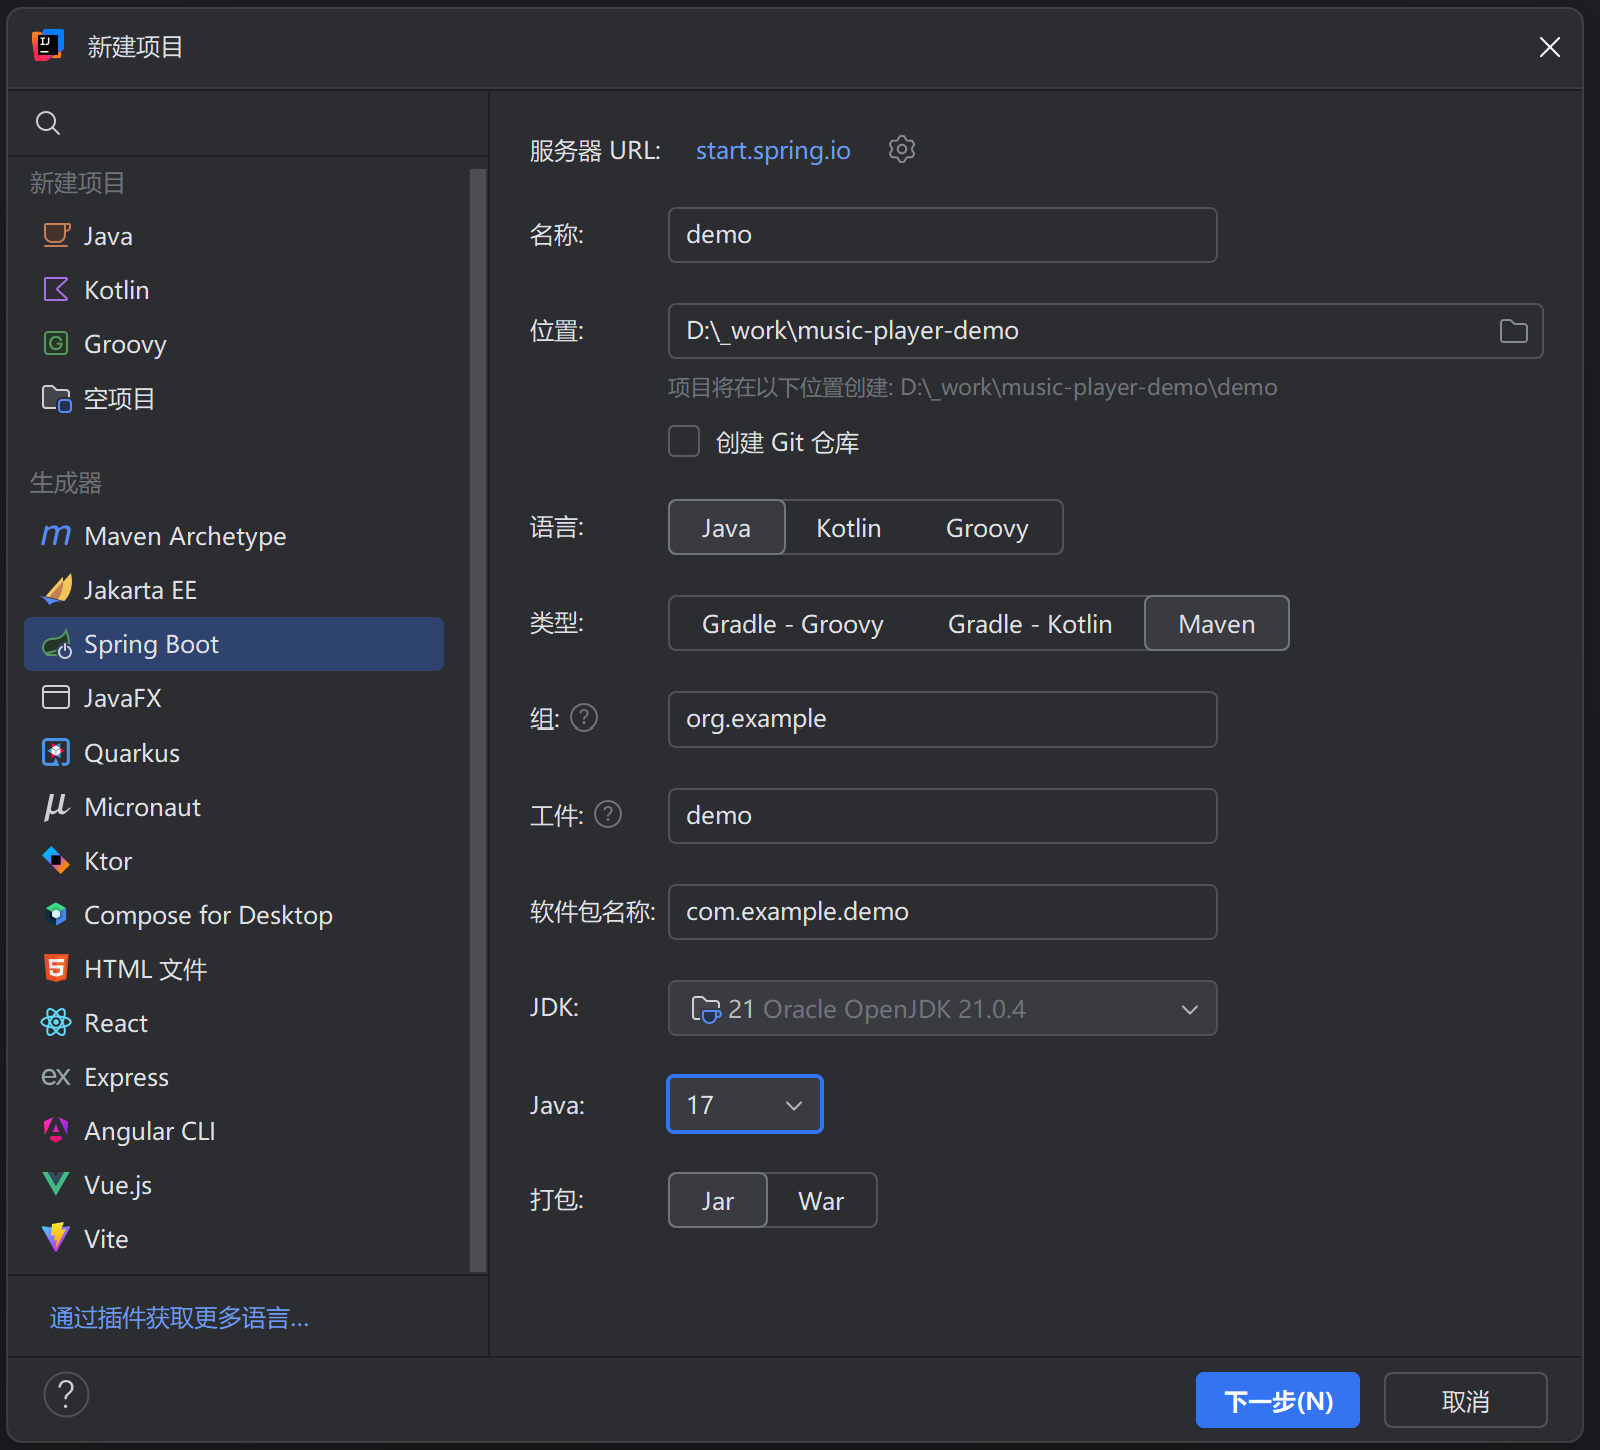 新建项目
新建项目
Java
Kotlin
Groovy
空项目
生成器
Maven Archetype
Jakarta EE
Spring Boot
JavaFX
Quarkus
Micronaut
Ktor
Compose for Desktop
HTML 文件
React
Express
Angular CLI
Vue.js
Vite
通过插件获取更多语言...
服务器 URL: start.spring.io
名称: demo
位置: D:\_work\music-player-demo
项目将在以下位置创建: D:\_work\music-player-demo\demo
创建 Git 仓库
语言: Java Kotlin Groovy
类型: Gradle - Groovy Gradle - Kotlin Maven
组: org.example
工件: demo
软件包名称: com.example.demo
JDK: 21 Oracle OpenJDK 21.0.4
Java: 17
打包: Jar War
下一步(N) 取消